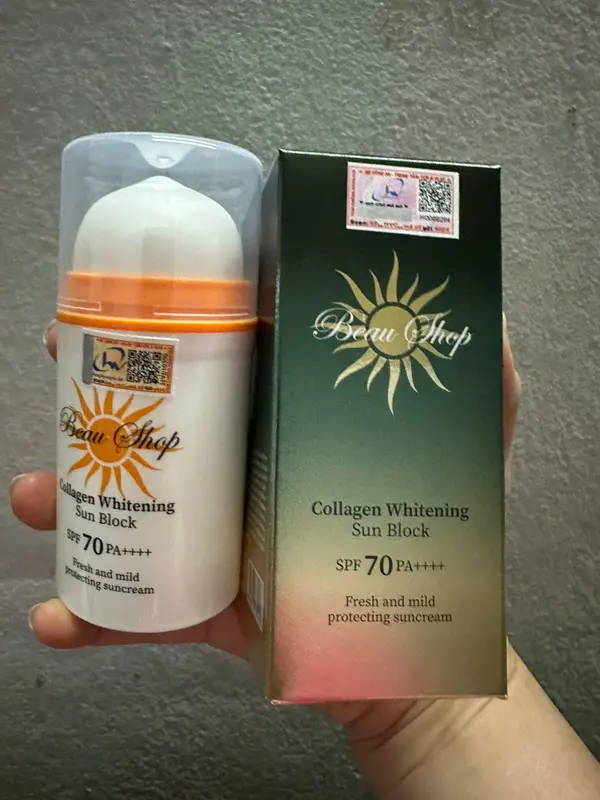 Beau Shop
Collagen Whitening
Sun Block
SPF 70 PA++++
Fresh and mild
protecting suncream
Beau Shop
Collagen Whitening
Sun Block
SPF 70 PA++++
Fresh and mild
protecting suncream